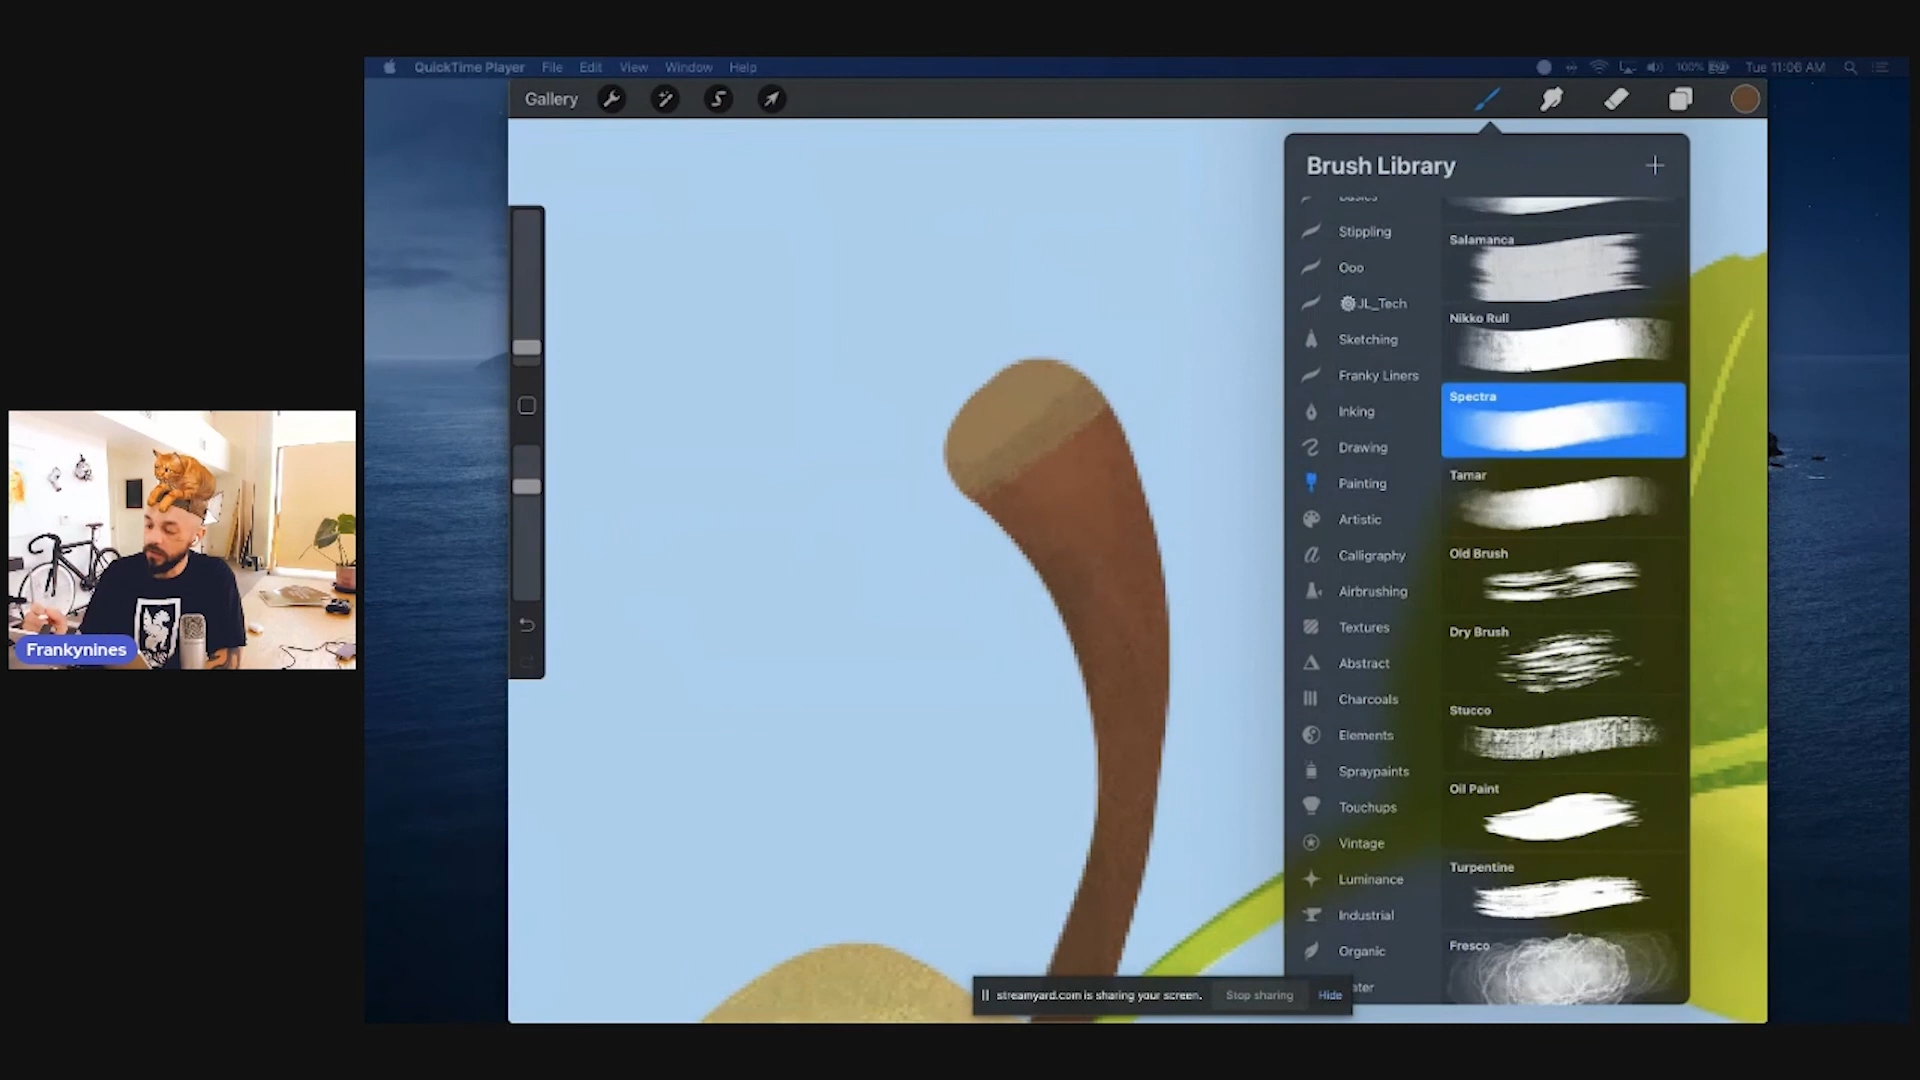 QuickTime Player File Edit View Window Help 100% Tue 11:06 AM
Gallery
Brush Library
Basics
Stippling
Ooo
JL_Tech
Sketching
Franky Liners
Inking
Drawing
Painting
Artistic
Calligraphy
Airbrushing
Textures
Abstract
Charcoals
Elements
Spraypaints
Touchups
Vintage
Luminance
Industrial
Organic
Salamanca
Nikko Rull
Spectra
Tamar
Old Brush
Dry Brush
Stucco
Oil Paint
Turpentine
Fresco
Frankynines
streamyard.com is sharing your screen. Stop sharing Hide